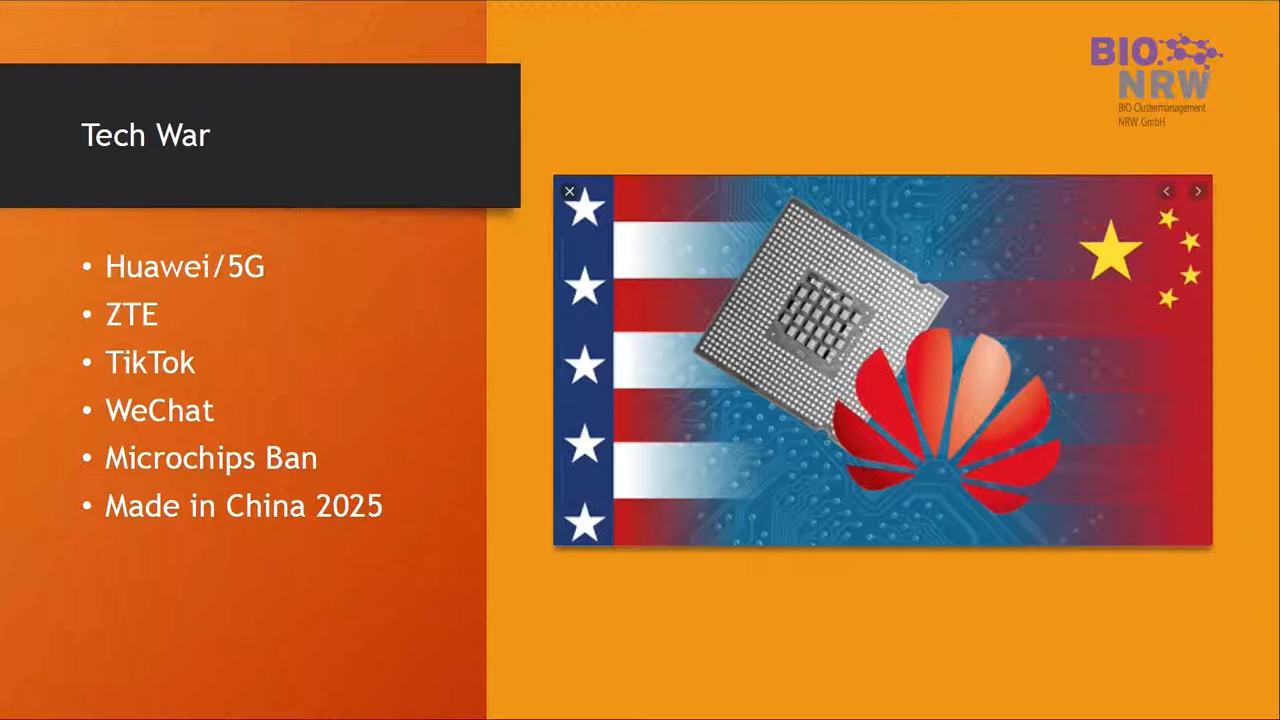 Tech War
• Huawei/5G
• ZTE
• TikTok
• WeChat
• Microchips Ban
• Made in China 2025
BIO
NRW
BIO Clustermanagement
NRW GmbH